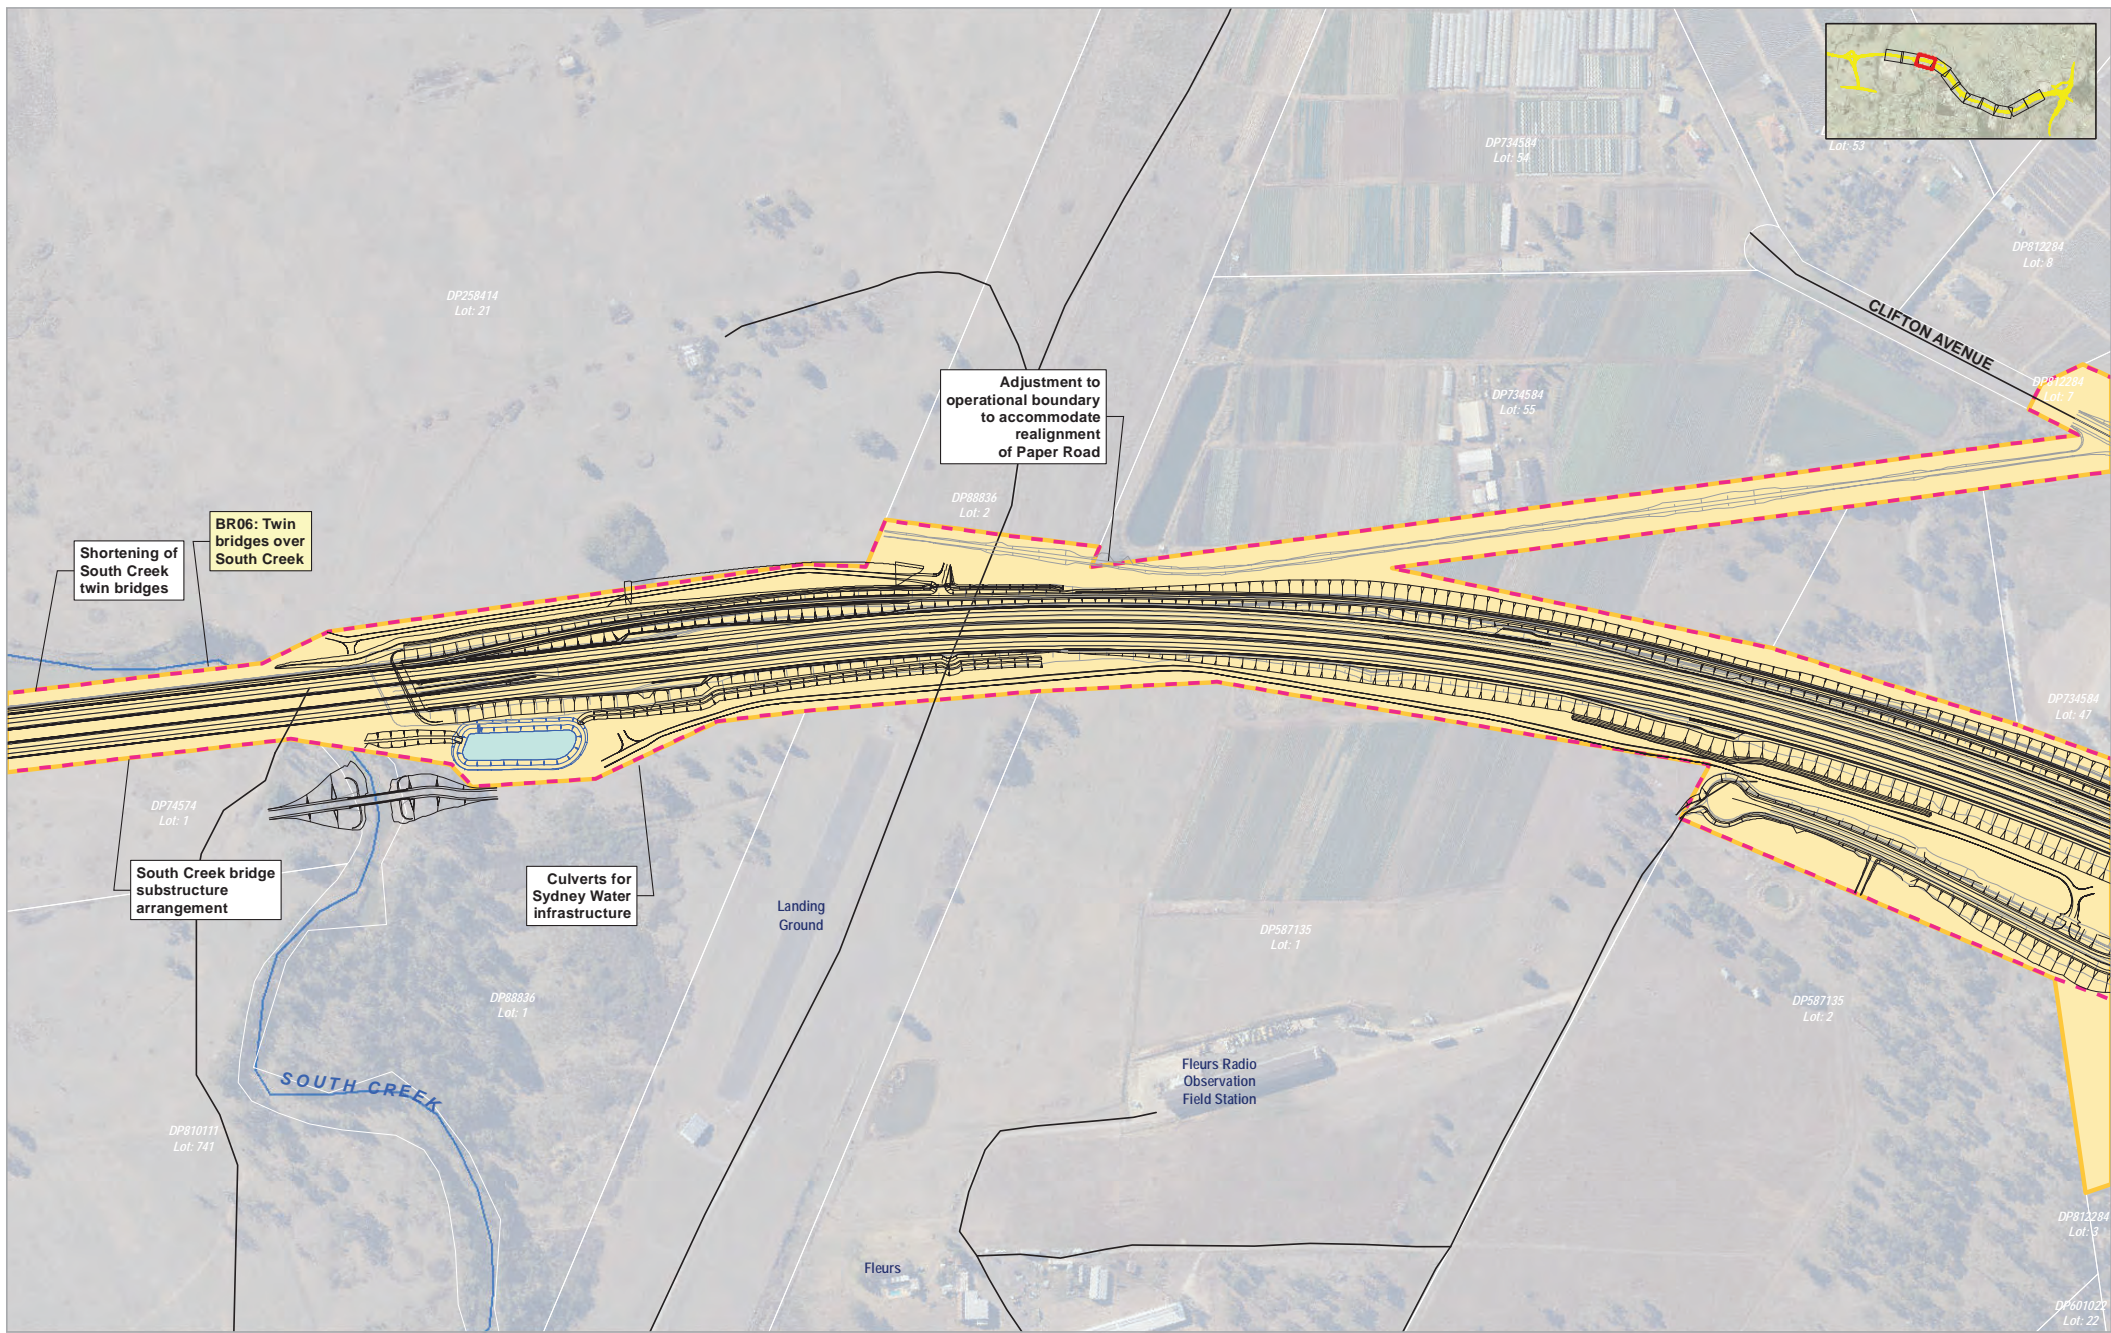 DP734584
Lot: 54
Lot: 53
DP812284
Lot: 8
DP258414
Lot: 21
CLIFTON AVENUE
DP812284
Lot: 7
Adjustment to
operational boundary
to accommodate
realignment
of Paper Road
DP734584
Lot: 55
DP88836
Lot: 2
BR06: Twin
bridges over
South Creek
Shortening of
South Creek
twin bridges
DP734584
Lot: 47
DP74574
Lot: 1
South Creek bridge
substructure
arrangement
Culverts for
Sydney Water
infrastructure
Landing
Ground
DP587135
Lot: 1
DP88836
Lot: 1
DP587135
Lot: 2
SOUTH CREEK
Fleurs Radio
Observation
Field Station
DP810111
Lot: 741
DP812284
Lot: 3
Fleurs
DP601022
Lot: 22